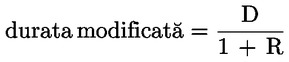 durata modificată = D / 1 + R